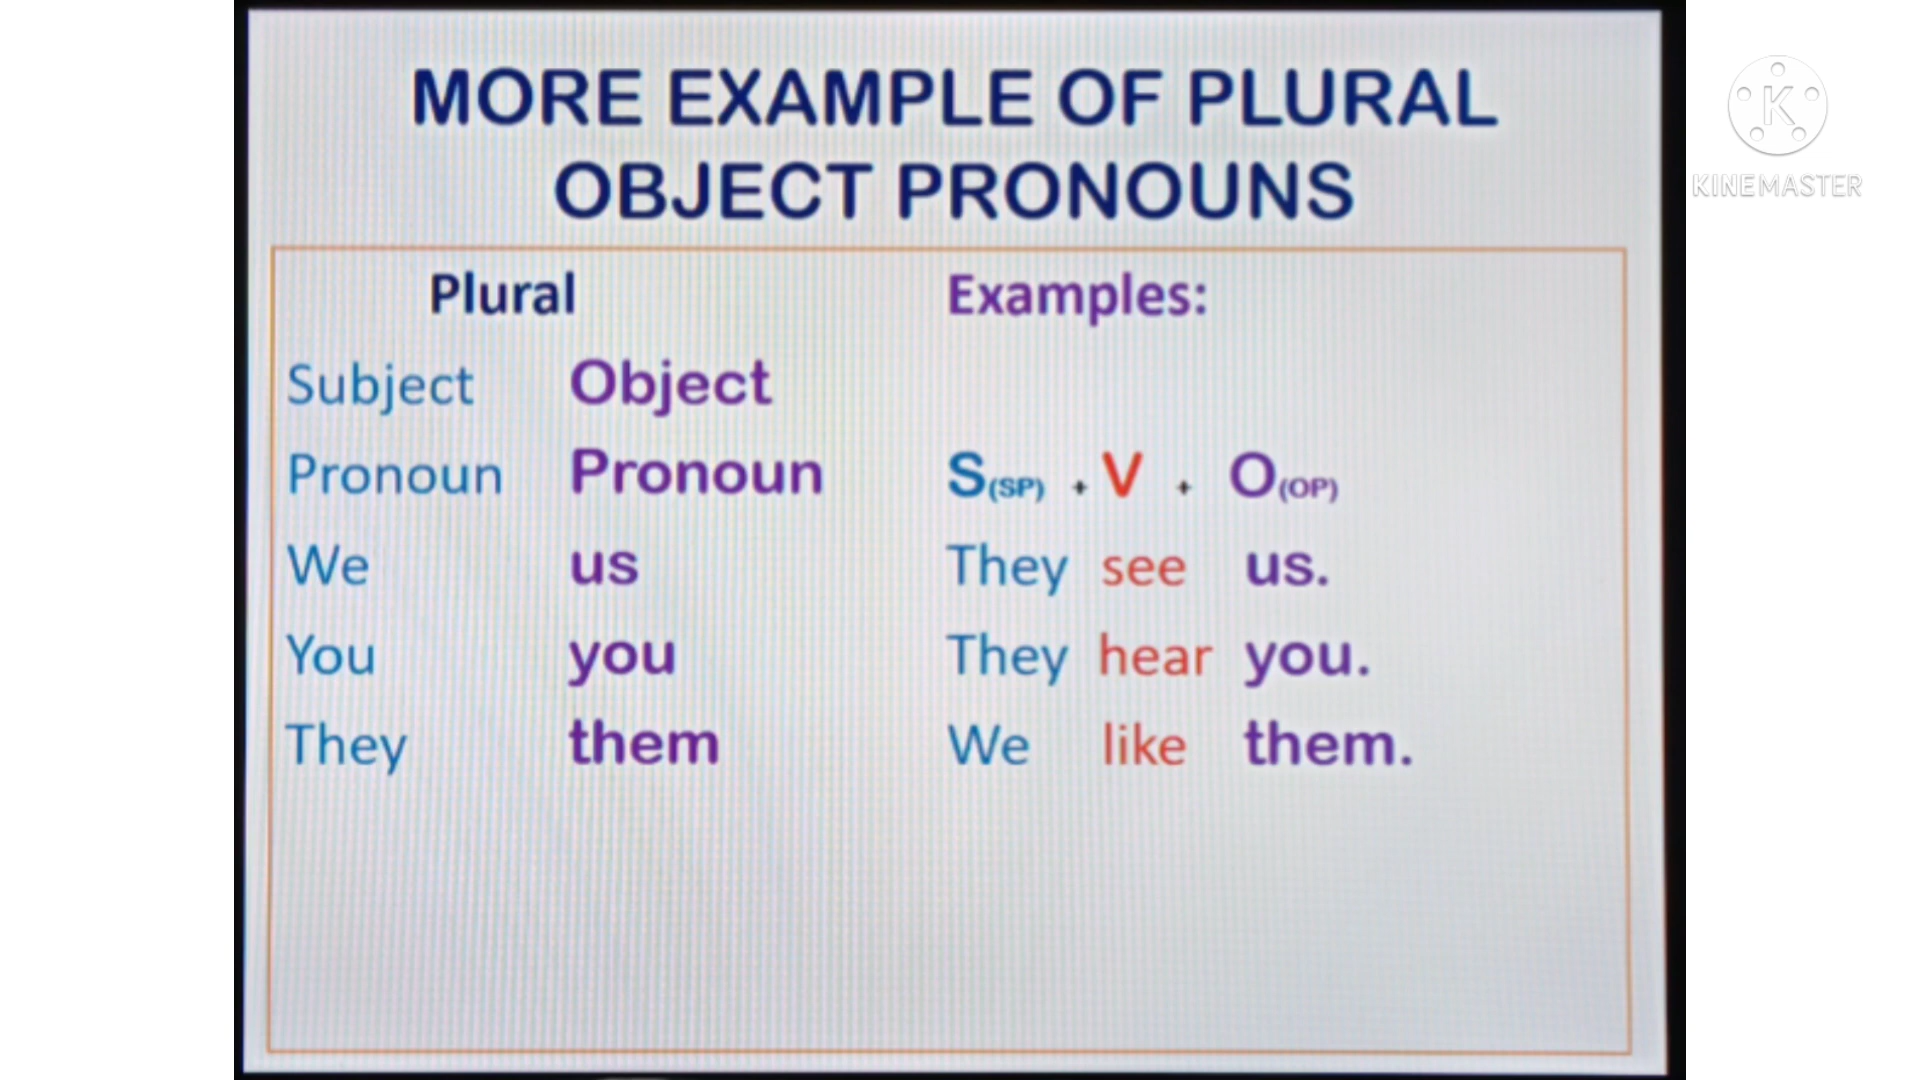 MORE EXAMPLE OF PLURAL
OBJECT PRONOUNS
Plural Examples:
Subject Object
Pronoun Pronoun S(SP) + V + O(OP)
We us They see us.
You you They hear you.
They them We like them.
K
KINEMASTER